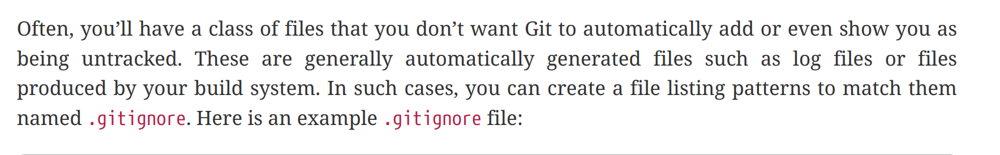 Often, you’ll have a class of files that you don’t want Git to automatically add or even show you as
being untracked. These are generally automatically generated files such as log files or files
produced by your build system. In such cases, you can create a file listing patterns to match them
named .gitignore. Here is an example .gitignore file: